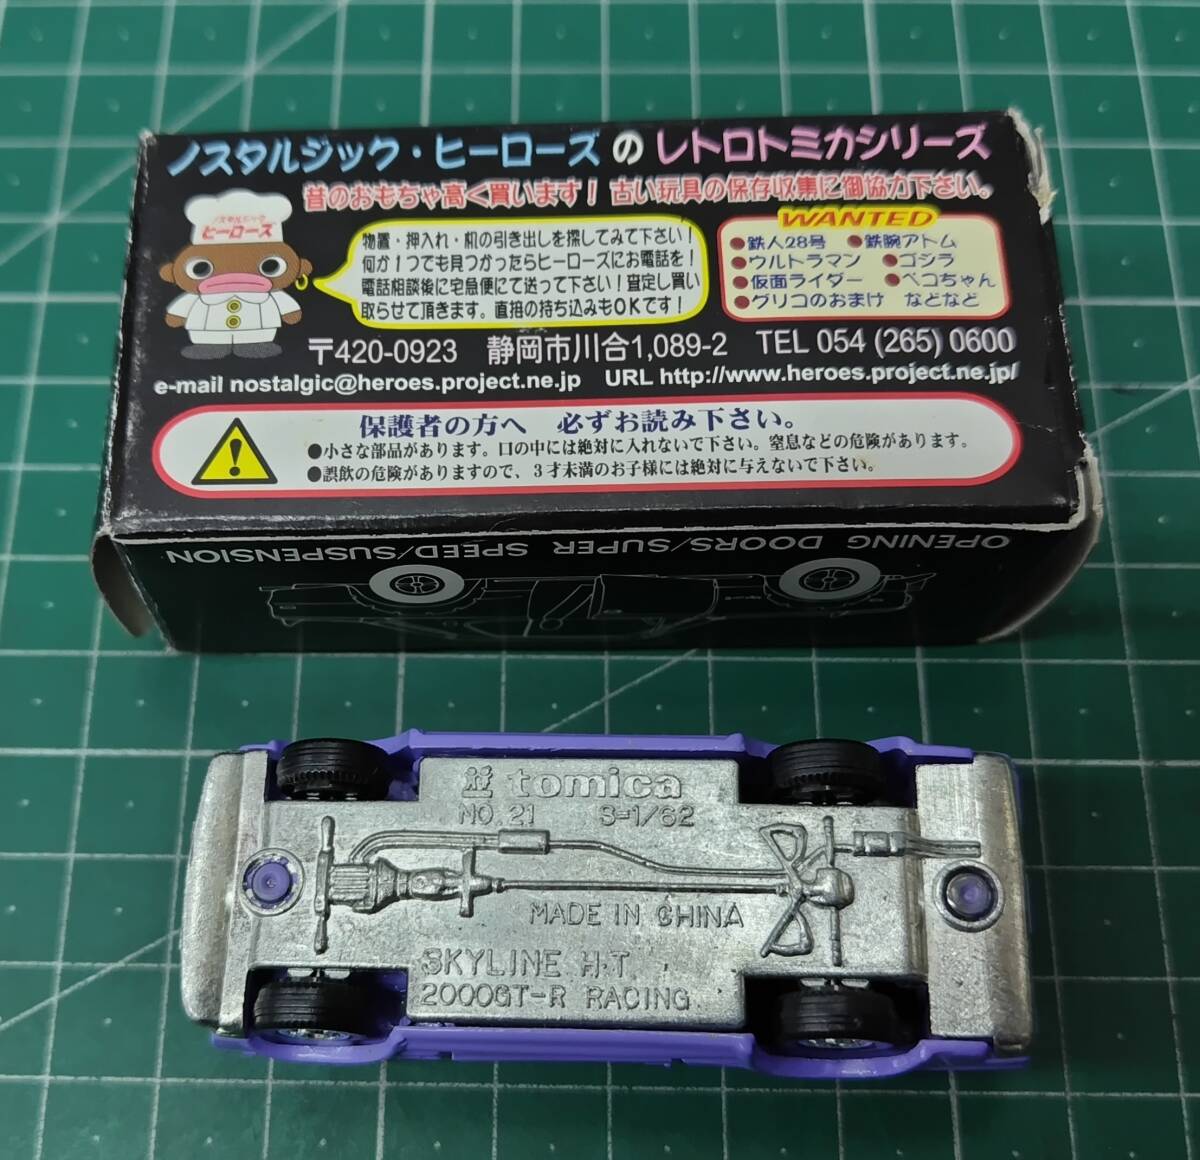 ノスタルジック・ヒーローズ の レトロトミカシリーズ
昔のおもちゃ高く買います! 古い玩具の保存収集に御協力下さい。
ノスタルジック
ヒーローズ
物置・押入れ・机の引き出しを探してみて下さい!
何か1つでも見つかったらヒーローズにお電話を!
電話相談後に宅急便にて送って下さい!査定し買い
取らせて頂きます。直接の持ち込みもOKです!
WANTED
●鉄人28号 ●鉄腕アトム
●ウルトラマン ●ゴジラ
●仮面ライダー ●ペコちゃん
●グリコのおまけ などなど
〒420-0923 静岡市川合1,089-2 TEL 054 (265) 0600
e-mail nostalgic@heroes.project.ne.jp URL http://www.heroes.project.ne.jp/
保護者の方へ 必ずお読み下さい。
●小さな部品があります。口の中には絶対に入れないで下さい。窒息などの危険があります。
●誤飲の危険がありますので、3才未満のお子様には絶対に与えないで下さい。
OPENING DOORS/SUPER SPEED/SUSPENSION
tomica
NO. 21 S=1/62
MADE IN CHINA
SKYLINE H·T
2000GT-R RACING